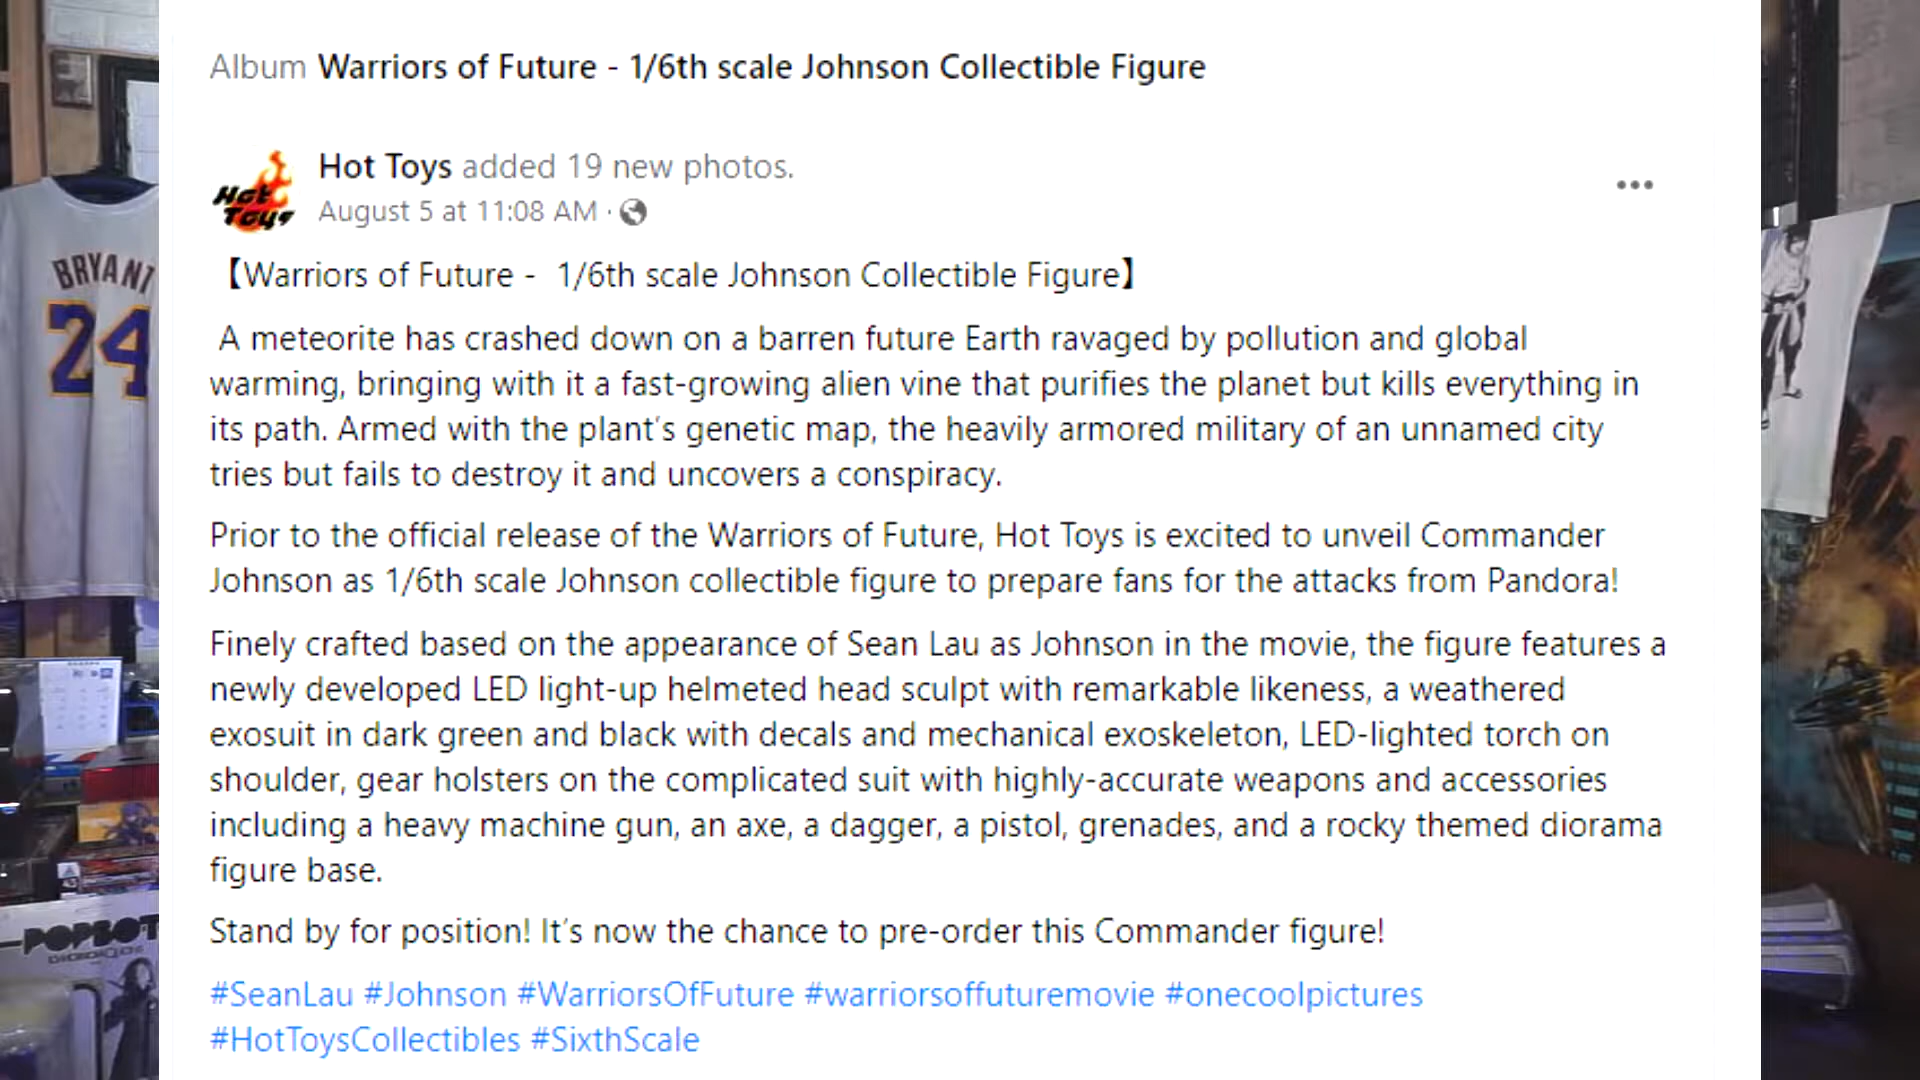 Album Warriors of Future - 1/6th scale Johnson Collectible Figure
Hot Toys added 19 new photos.
Hot
Toys
August 5 at 11:08 AM ·
【Warriors of Future -  1/6th scale Johnson Collectible Figure】
A meteorite has crashed down on a barren future Earth ravaged by pollution and global
warming, bringing with it a fast-growing alien vine that purifies the planet but kills everything in
its path. Armed with the plant's genetic map, the heavily armored military of an unnamed city
tries but fails to destroy it and uncovers a conspiracy.
Prior to the official release of the Warriors of Future, Hot Toys is excited to unveil Commander
Johnson as 1/6th scale Johnson collectible figure to prepare fans for the attacks from Pandora!
Finely crafted based on the appearance of Sean Lau as Johnson in the movie, the figure features a
newly developed LED light-up helmeted head sculpt with remarkable likeness, a weathered
exosuit in dark green and black with decals and mechanical exoskeleton, LED-lighted torch on
shoulder, gear holsters on the complicated suit with highly-accurate weapons and accessories
including a heavy machine gun, an axe, a dagger, a pistol, grenades, and a rocky themed diorama
figure base.
Stand by for position! It's now the chance to pre-order this Commander figure!
#SeanLau #Johnson #WarriorsOfFuture #warriorsoffuturemovie #onecoolpictures
#HotToysCollectibles #SixthScale
BRYANT
24
POPBOT